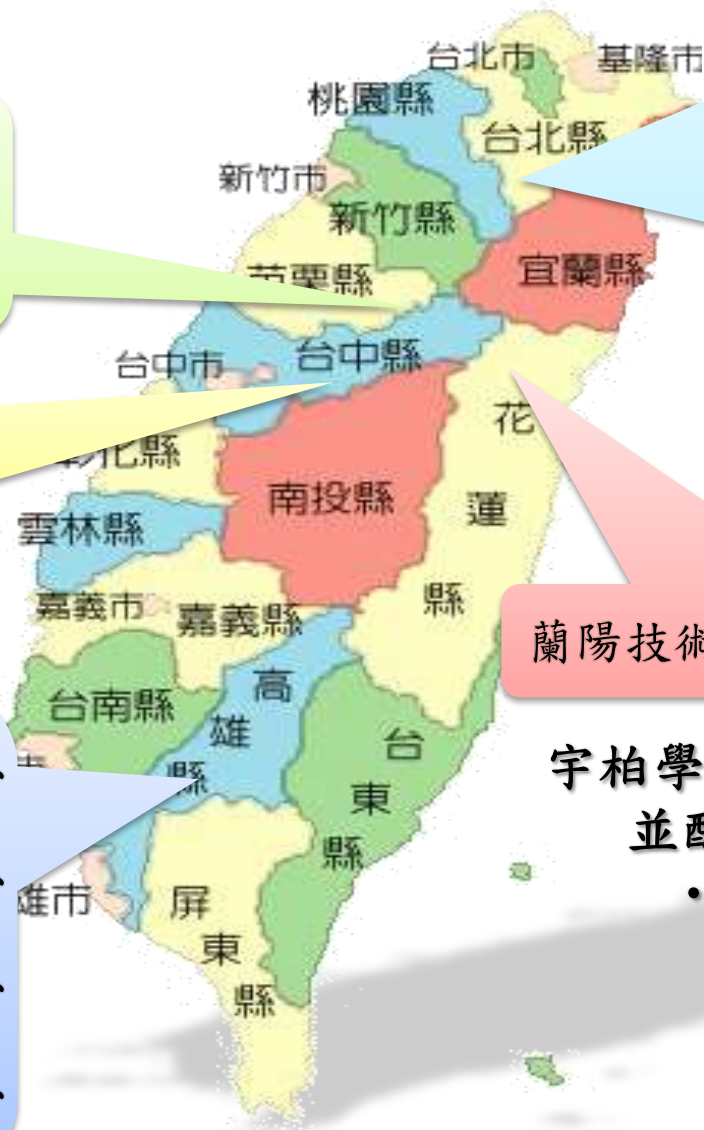 台北市
基隆市
桃園縣
台北縣
新竹市
新竹縣
宜蘭縣
苗栗縣
台中市
台中縣
花蓮縣
化縣
南投縣
雲林縣
嘉義市
嘉義縣
蘭陽技術
高雄縣
台南縣
台東縣
市
宇柏學
、
並配
、
雄市
屏東縣
·
、
、